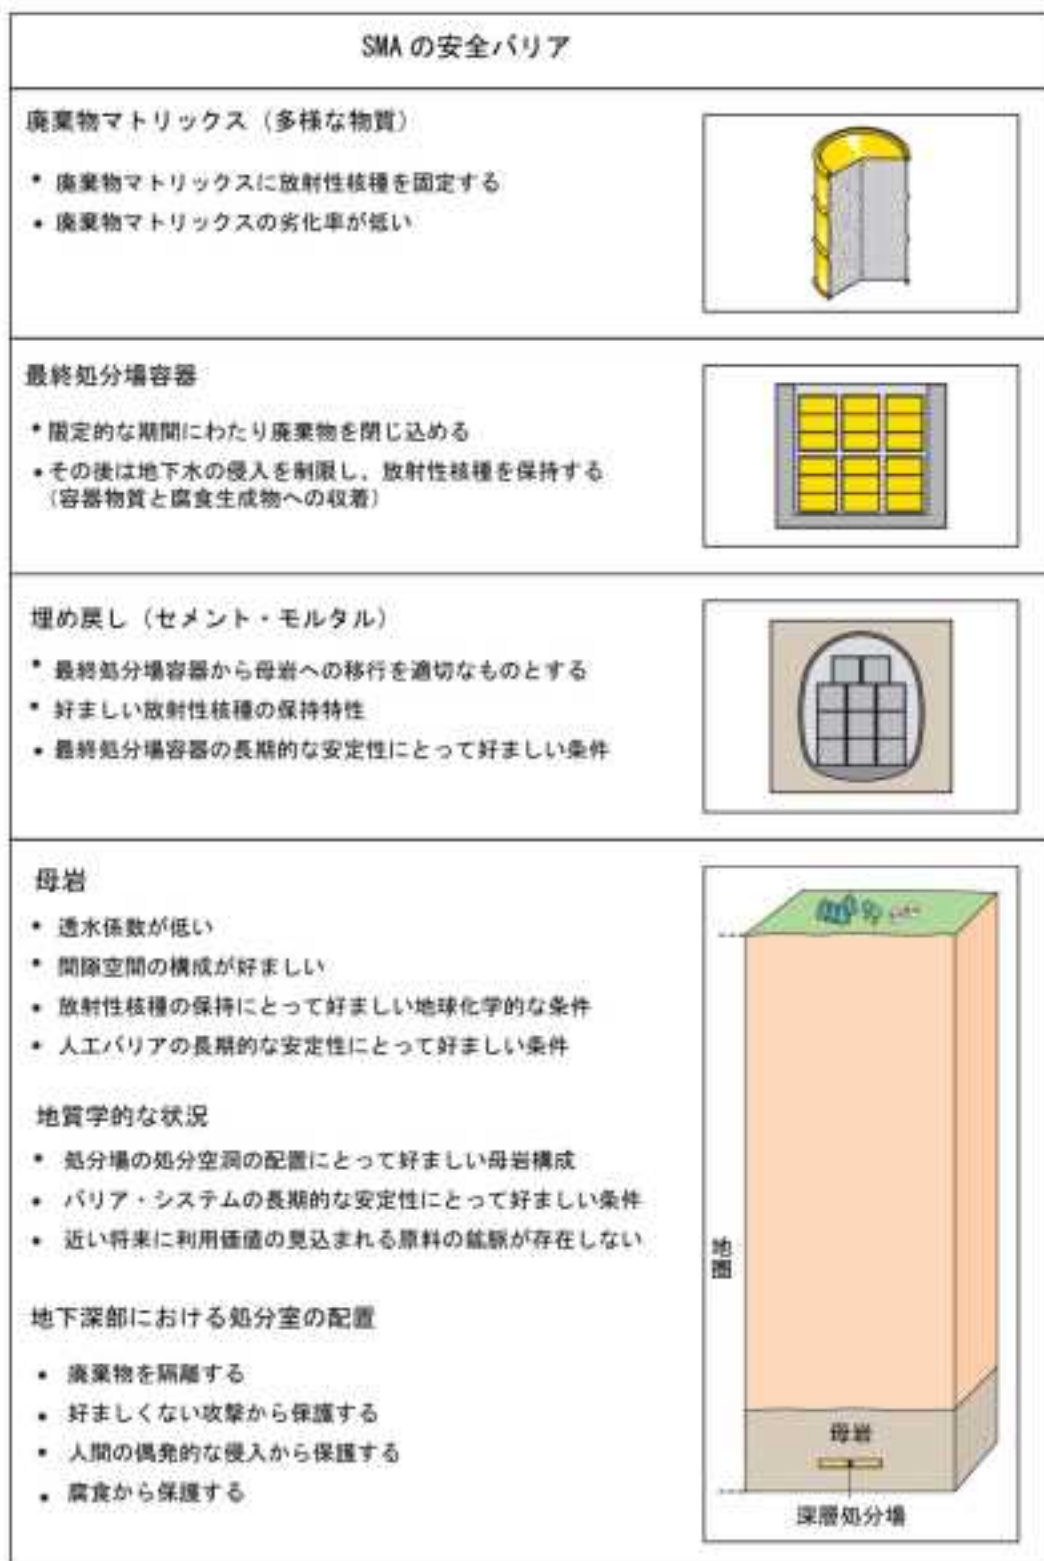 SMA の安全バリア
廃棄物マトリックス（多様な物質）
• 廃棄物マトリックスに放射性核種を固定する
• 廃棄物マトリックスの劣化率が低い
最終処分場容器
• 限定的な期間にわたり廃棄物を閉じ込める
• その後は地下水の侵入を制限し、放射性核種を保持する
（容器物質と腐食生成物への収着）
埋め戻し（セメント・モルタル）
• 最終処分場容器から母岩への移行を適切なものとする
• 好ましい放射性核種の保持特性
• 最終処分場容器の長期的な安定性にとって好ましい条件
母岩
• 透水係数が低い
• 間隙空間の構成が好ましい
• 放射性核種の保持にとって好ましい地球化学的な条件
• 人工バリアの長期的な安定性にとって好ましい条件
地質学的な状況
• 処分場の処分空洞の配置にとって好ましい母岩構成
• バリア・システムの長期的な安定性にとって好ましい条件
• 近い将来に利用価値の見込まれる原料の鉱脈が存在しない
地下深部における処分室の配置
• 廃棄物を隔離する
• 好ましくない攻撃から保護する
• 人間の偶発的な侵入から保護する
• 腐食から保護する
地圏
母岩
深層処分場